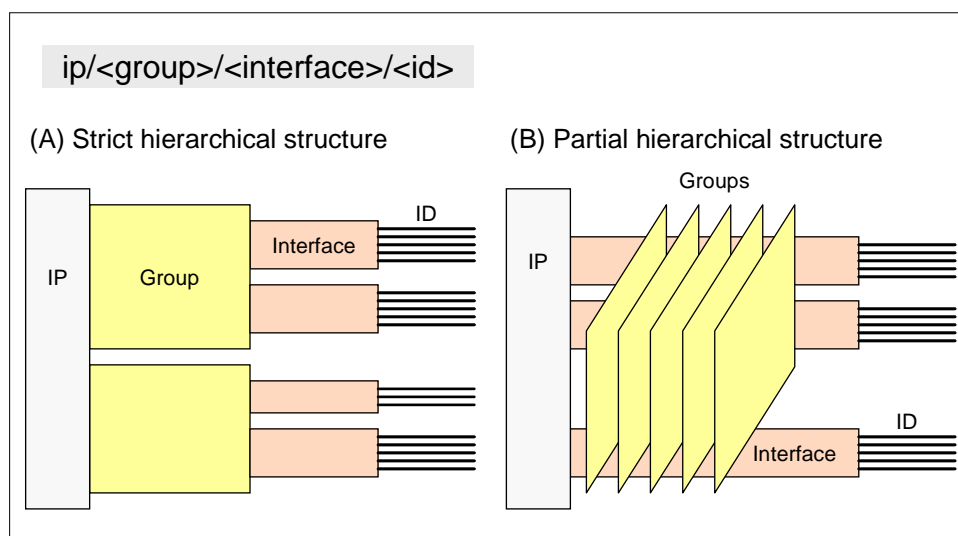 ip/<group>/<interface>/<id>
(A) Strict hierarchical structure
IP
Group
Interface
ID
(B) Partial hierarchical structure
Groups
IP
ID
Interface